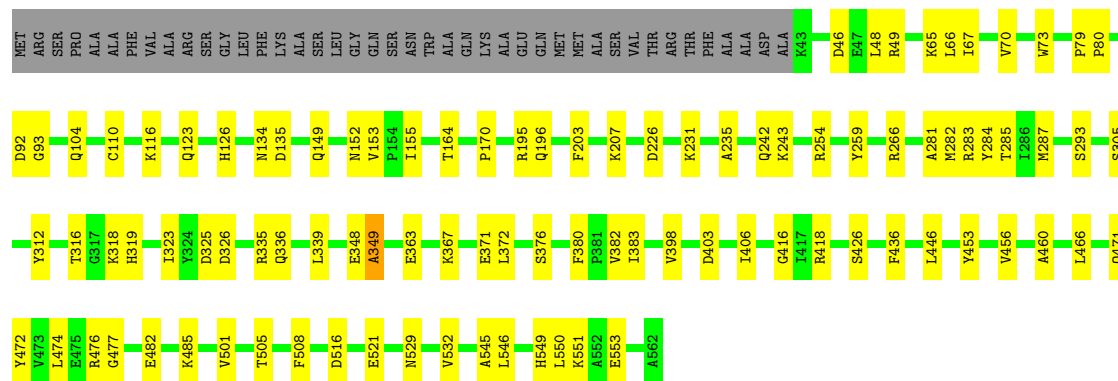 MET ARG SER PRO ALA ALA PHE VAL ALA ARG SER GLY LEU PHE LYS ALA SER LEU GLY GLN SER ASN TRP ALA GLN LYS ALA GLU GLN MET MET ALA SER VAL THR ARG THR PHE ALA ALA ASP ALA K43 D46 E47 L48 R49 K65 L66 I67 V70 W73 P79 P80
D92 G93 Q104 C110 K116 Q123 H126 N134 D135 Q149 N152 V153 P154 I155 T164 P170 R195 Q196 F203 K207 D226 K231 A235 Q242 K243 R254 Y259 R266 A281 M282 R283 Y284 T285 I286 M287 S293 S305
Y312 T316 G317 K318 H319 I323 Y324 D325 D326 R335 Q336 L339 E348 A349 E363 K367 E371 L372 S376 F380 P381 V382 I383 V398 D403 I406 G416 I417 R418 S426 F436 L446 Y453 V456 A460 L466 Q471
Y472 V473 L474 E475 R476 G477 E482 K485 V501 T505 F508 D516 E521 N529 V532 A545 L546 H549 L550 K551 A552 E553 A562